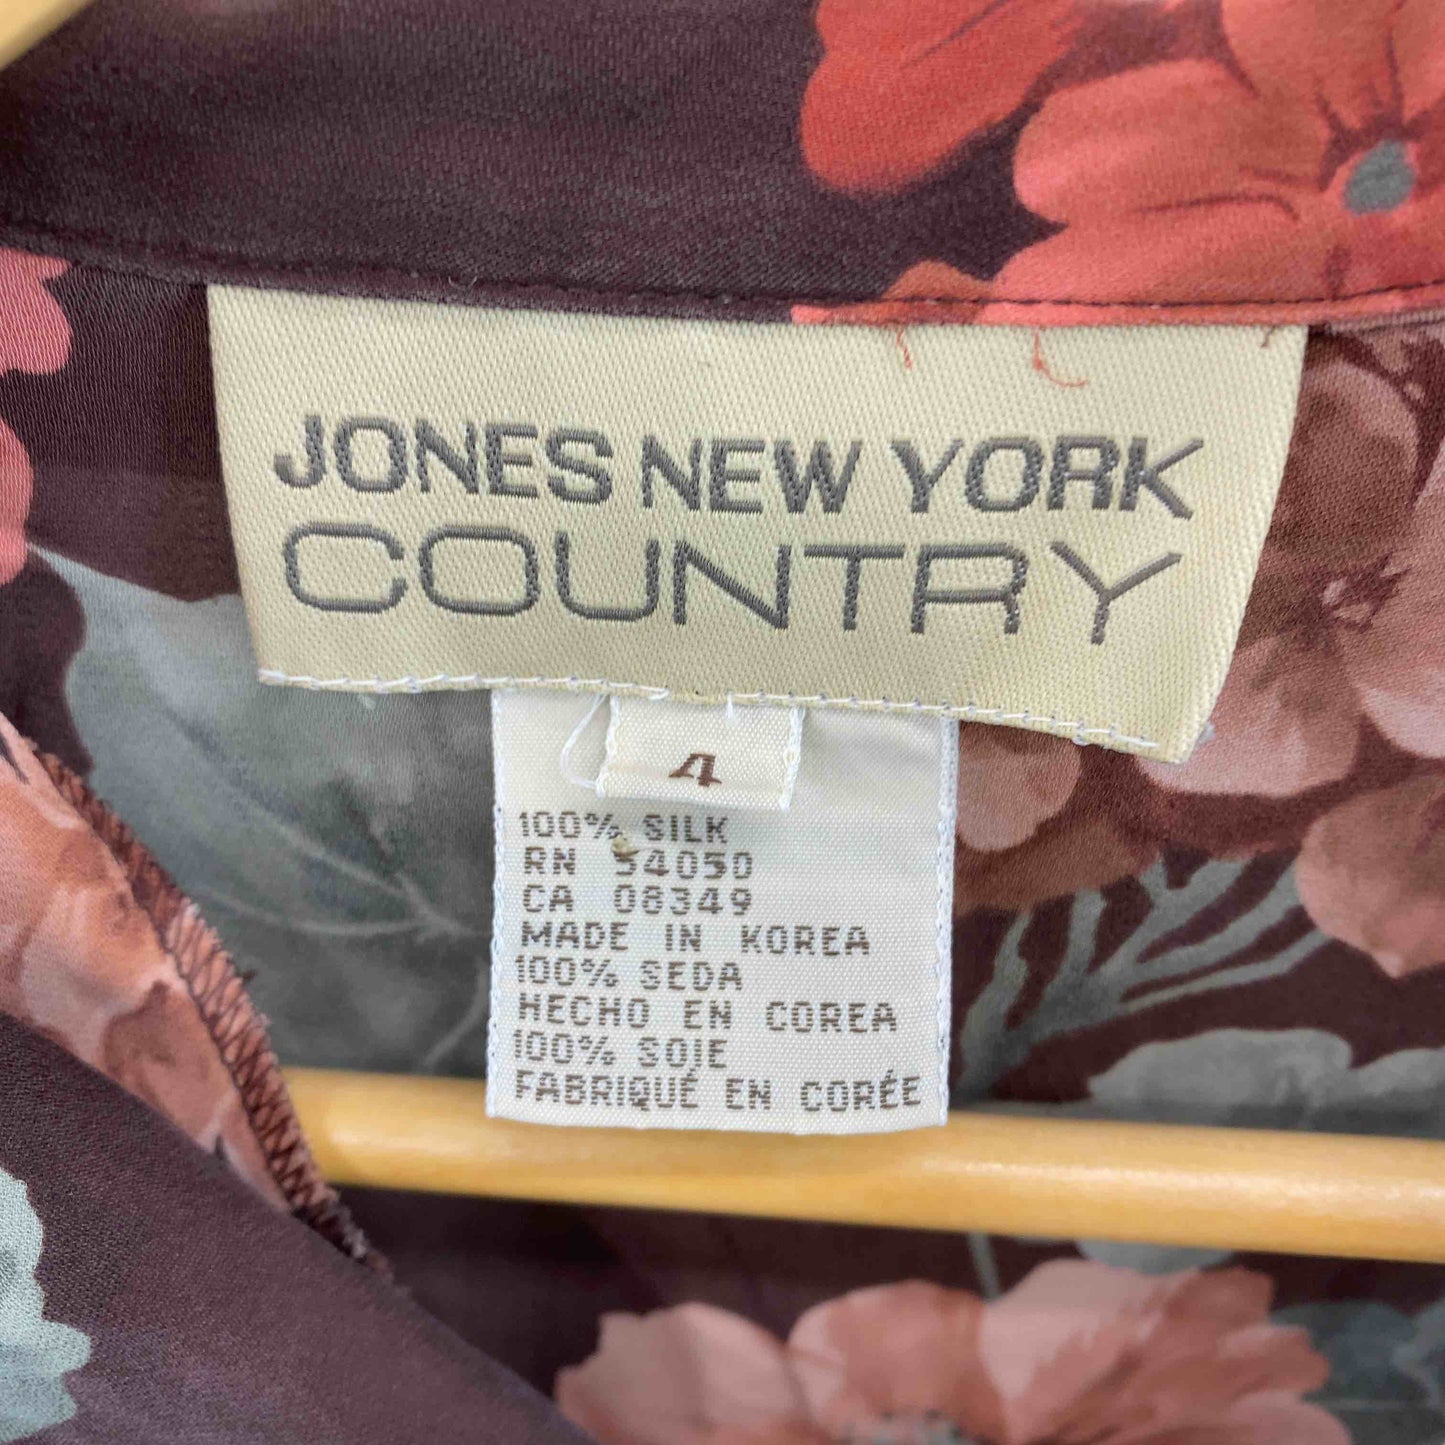 JONES NEW YORK
COUNTRY
4
100% SILK
RN 54050
CA 08349
MADE IN KOREA
100% SEDA
HECHO EN COREA
100% SOIE
FABRIQUÉ EN CORÉE